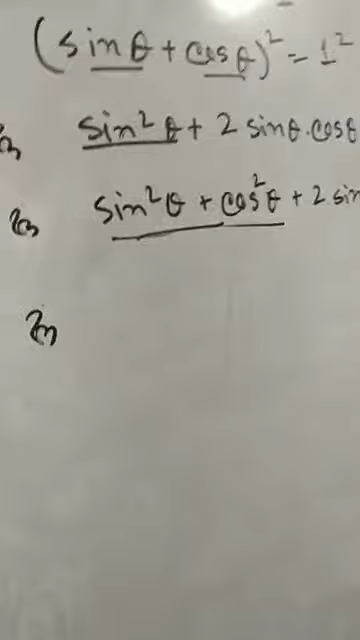 (sinθ + cosθ)² = 1²
বা, sin²θ + 2 sinθ.cosθ
বা, sin²θ + cos²θ + 2 sin
বা,